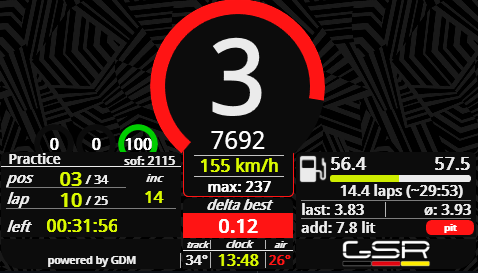 3
7692
0 0 100
Practice sof: 2115
pos 03 / 34 inc
lap 10 / 25 14
left 00:31:56
powered by GDM
155 km/h
max: 237
delta best
0.12
track clock air
34° 13:48 26°
56.4 57.5
14.4 laps (~29:53)
last: 3.83 ø: 3.93
add: 7.8 lit pit
GSR